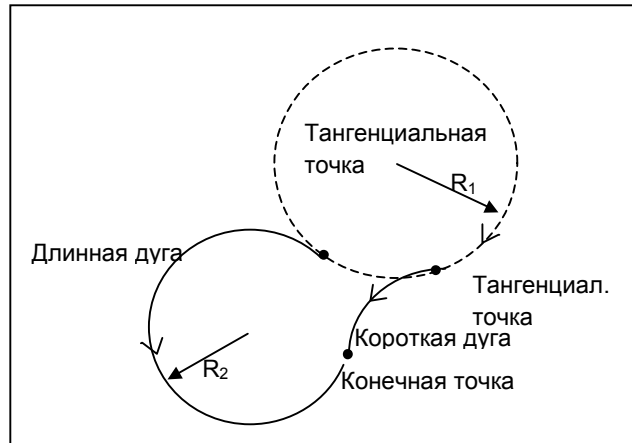 Тангенциальная
точка
R₁
Длинная дуга
Тангенциал.
точка
Короткая дуга
R₂
Конечная точка